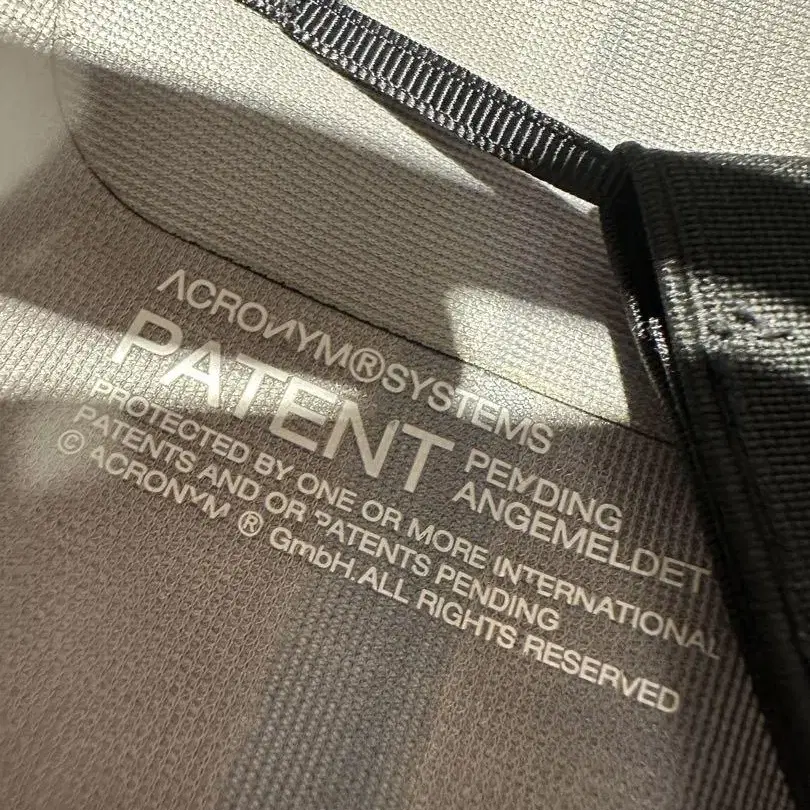 ACRONYM®SYSTEMS
PATENT PENDING
ANGEMELDET
PROTECTED BY ONE OR MORE INTERNATIONAL
PATENTS AND OR PATENTS PENDING
© ACRONYM ® GmbH. ALL RIGHTS RESERVED